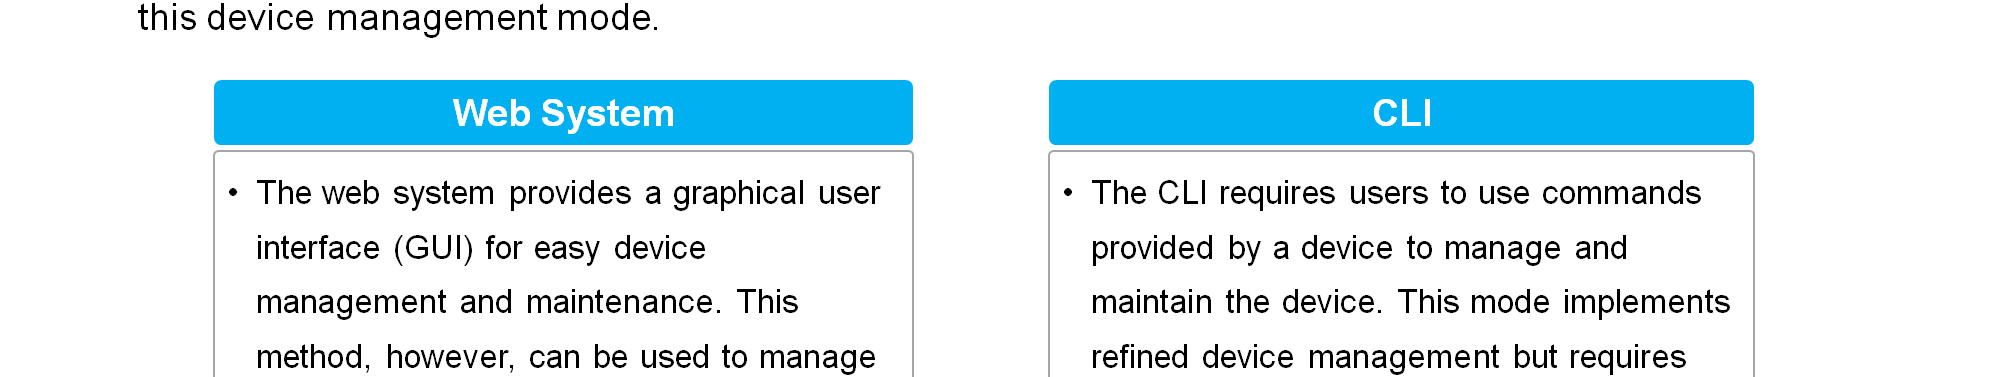 this device management mode.
Web System
• The web system provides a graphical user
interface (GUI) for easy device
management and maintenance. This
method, however, can be used to manage
CLI
• The CLI requires users to use commands
provided by a device to manage and
maintain the device. This mode implements
refined device management but requires